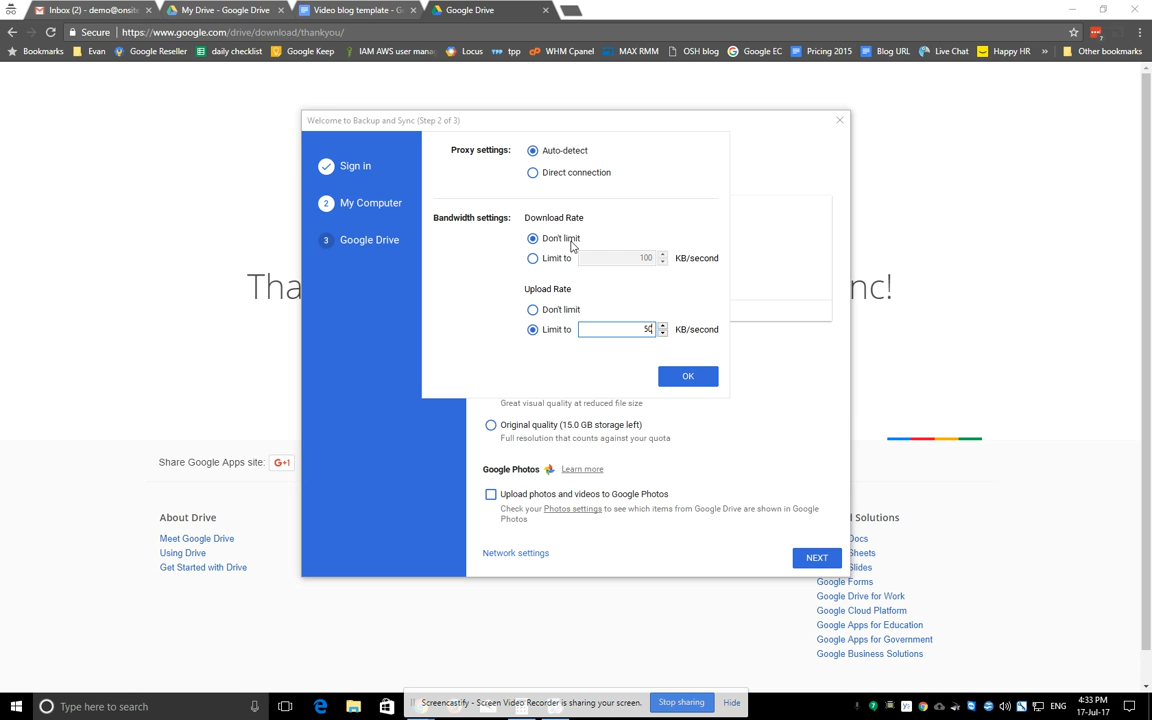 Inbox (2) - demo@onsit
My Drive - Google Drive
Video blog template - G
Google Drive
Secure
https://www.google.com/drive/download/thankyou/
Bookmarks
Evan
Google Reseller
daily checklist
Google Keep
IAM AWS user mana
Locus
tpp
WHM Cpanel
MAX RMM
OSH blog
Google EC
Pricing 2015
Blog URL
Live Chat
Happy HR
»
Other bookmarks
Welcome to Backup and Sync (Step 2 of 3)
Sign in
2 My Computer
3 Google Drive
Proxy settings:
Auto-detect
Direct connection
Bandwidth settings:
Download Rate
Don't limit
Limit to 100 KB/second
Upload Rate
Don't limit
Limit to 50 KB/second
OK
Tha
nc!
Great visual quality at reduced file size
Original quality (15.0 GB storage left)
Full resolution that counts against your quota
Google Photos Learn more
Upload photos and videos to Google Photos
Check your Photos settings to see which items from Google Drive are shown in Google
Photos
Network settings
NEXT
Share Google Apps site: G+1
About Drive
Meet Google Drive
Using Drive
Get Started with Drive
l Solutions
Docs
Sheets
Slides
Google Forms
Google Drive for Work
Google Cloud Platform
Google Apps for Education
Google Apps for Government
Google Business Solutions
Type here to search
Screencastify - Screen Video Recorder is sharing your screen.
Stop sharing
Hide
ENG
4:33 PM
17-Jul-17